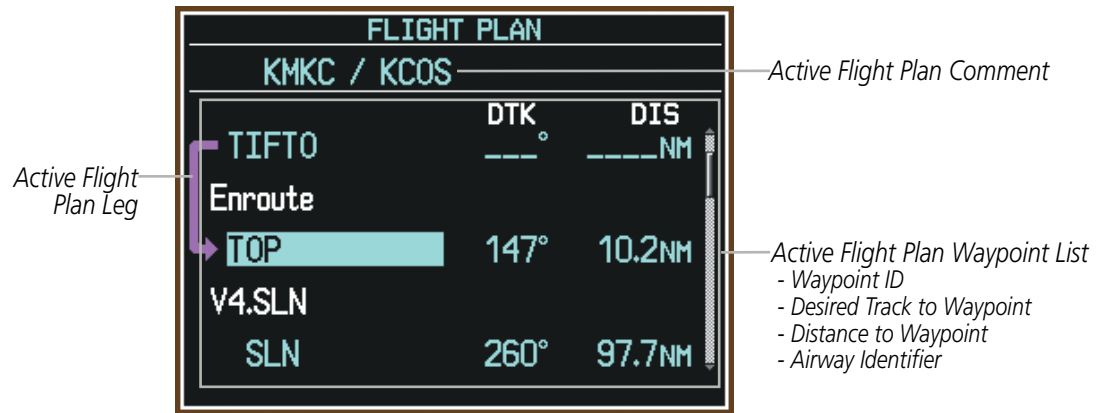 FLIGHT PLAN
KMKC / KCOS
Active Flight Plan Comment
DTK DIS
TIFTO ___° ____NM
Active Flight
Plan Leg
Enroute
TOP 147° 10.2NM
V4.SLN
SLN 260° 97.7NM
Active Flight Plan Waypoint List
- Waypoint ID
- Desired Track to Waypoint
- Distance to Waypoint
- Airway Identifier